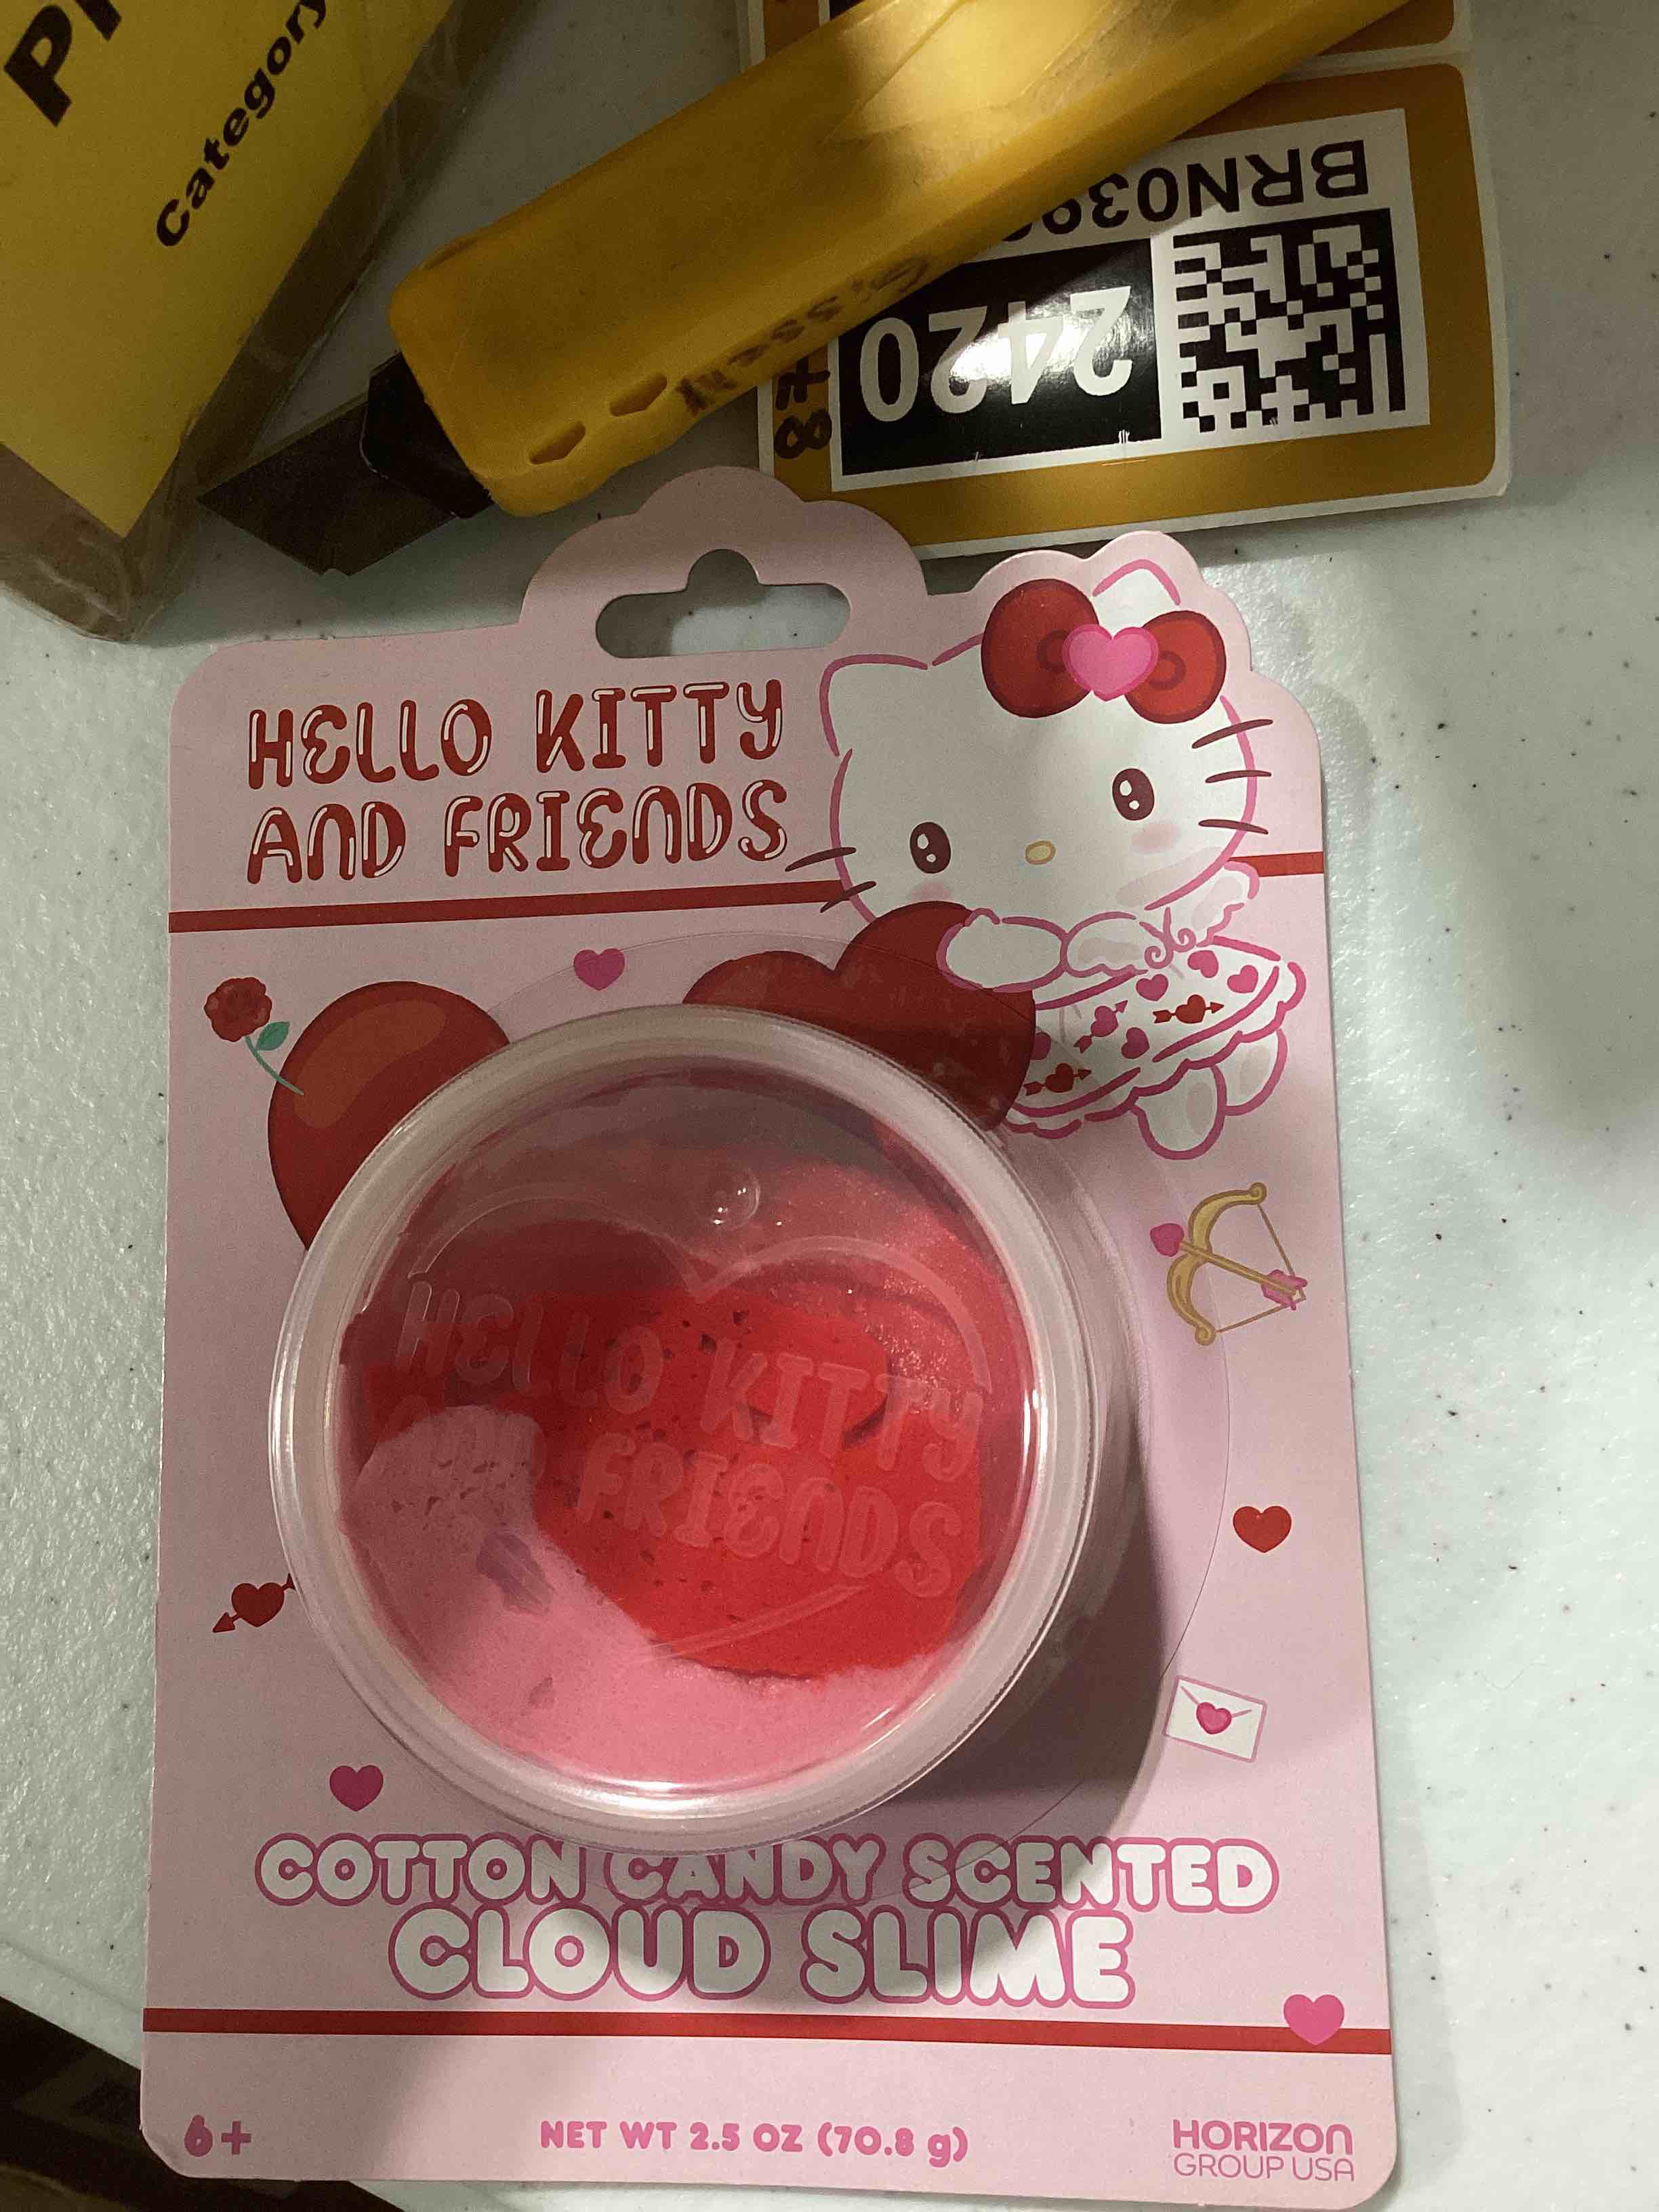 Category
BRN039
2420
HELLO KITTY
AND FRIENDS
HELLO KITTY
AND FRIENDS
COTTON CANDY SCENTED
CLOUD SLIME
6+
NET WT 2.5 OZ (70.8 g)
HORIZON
GROUP USA